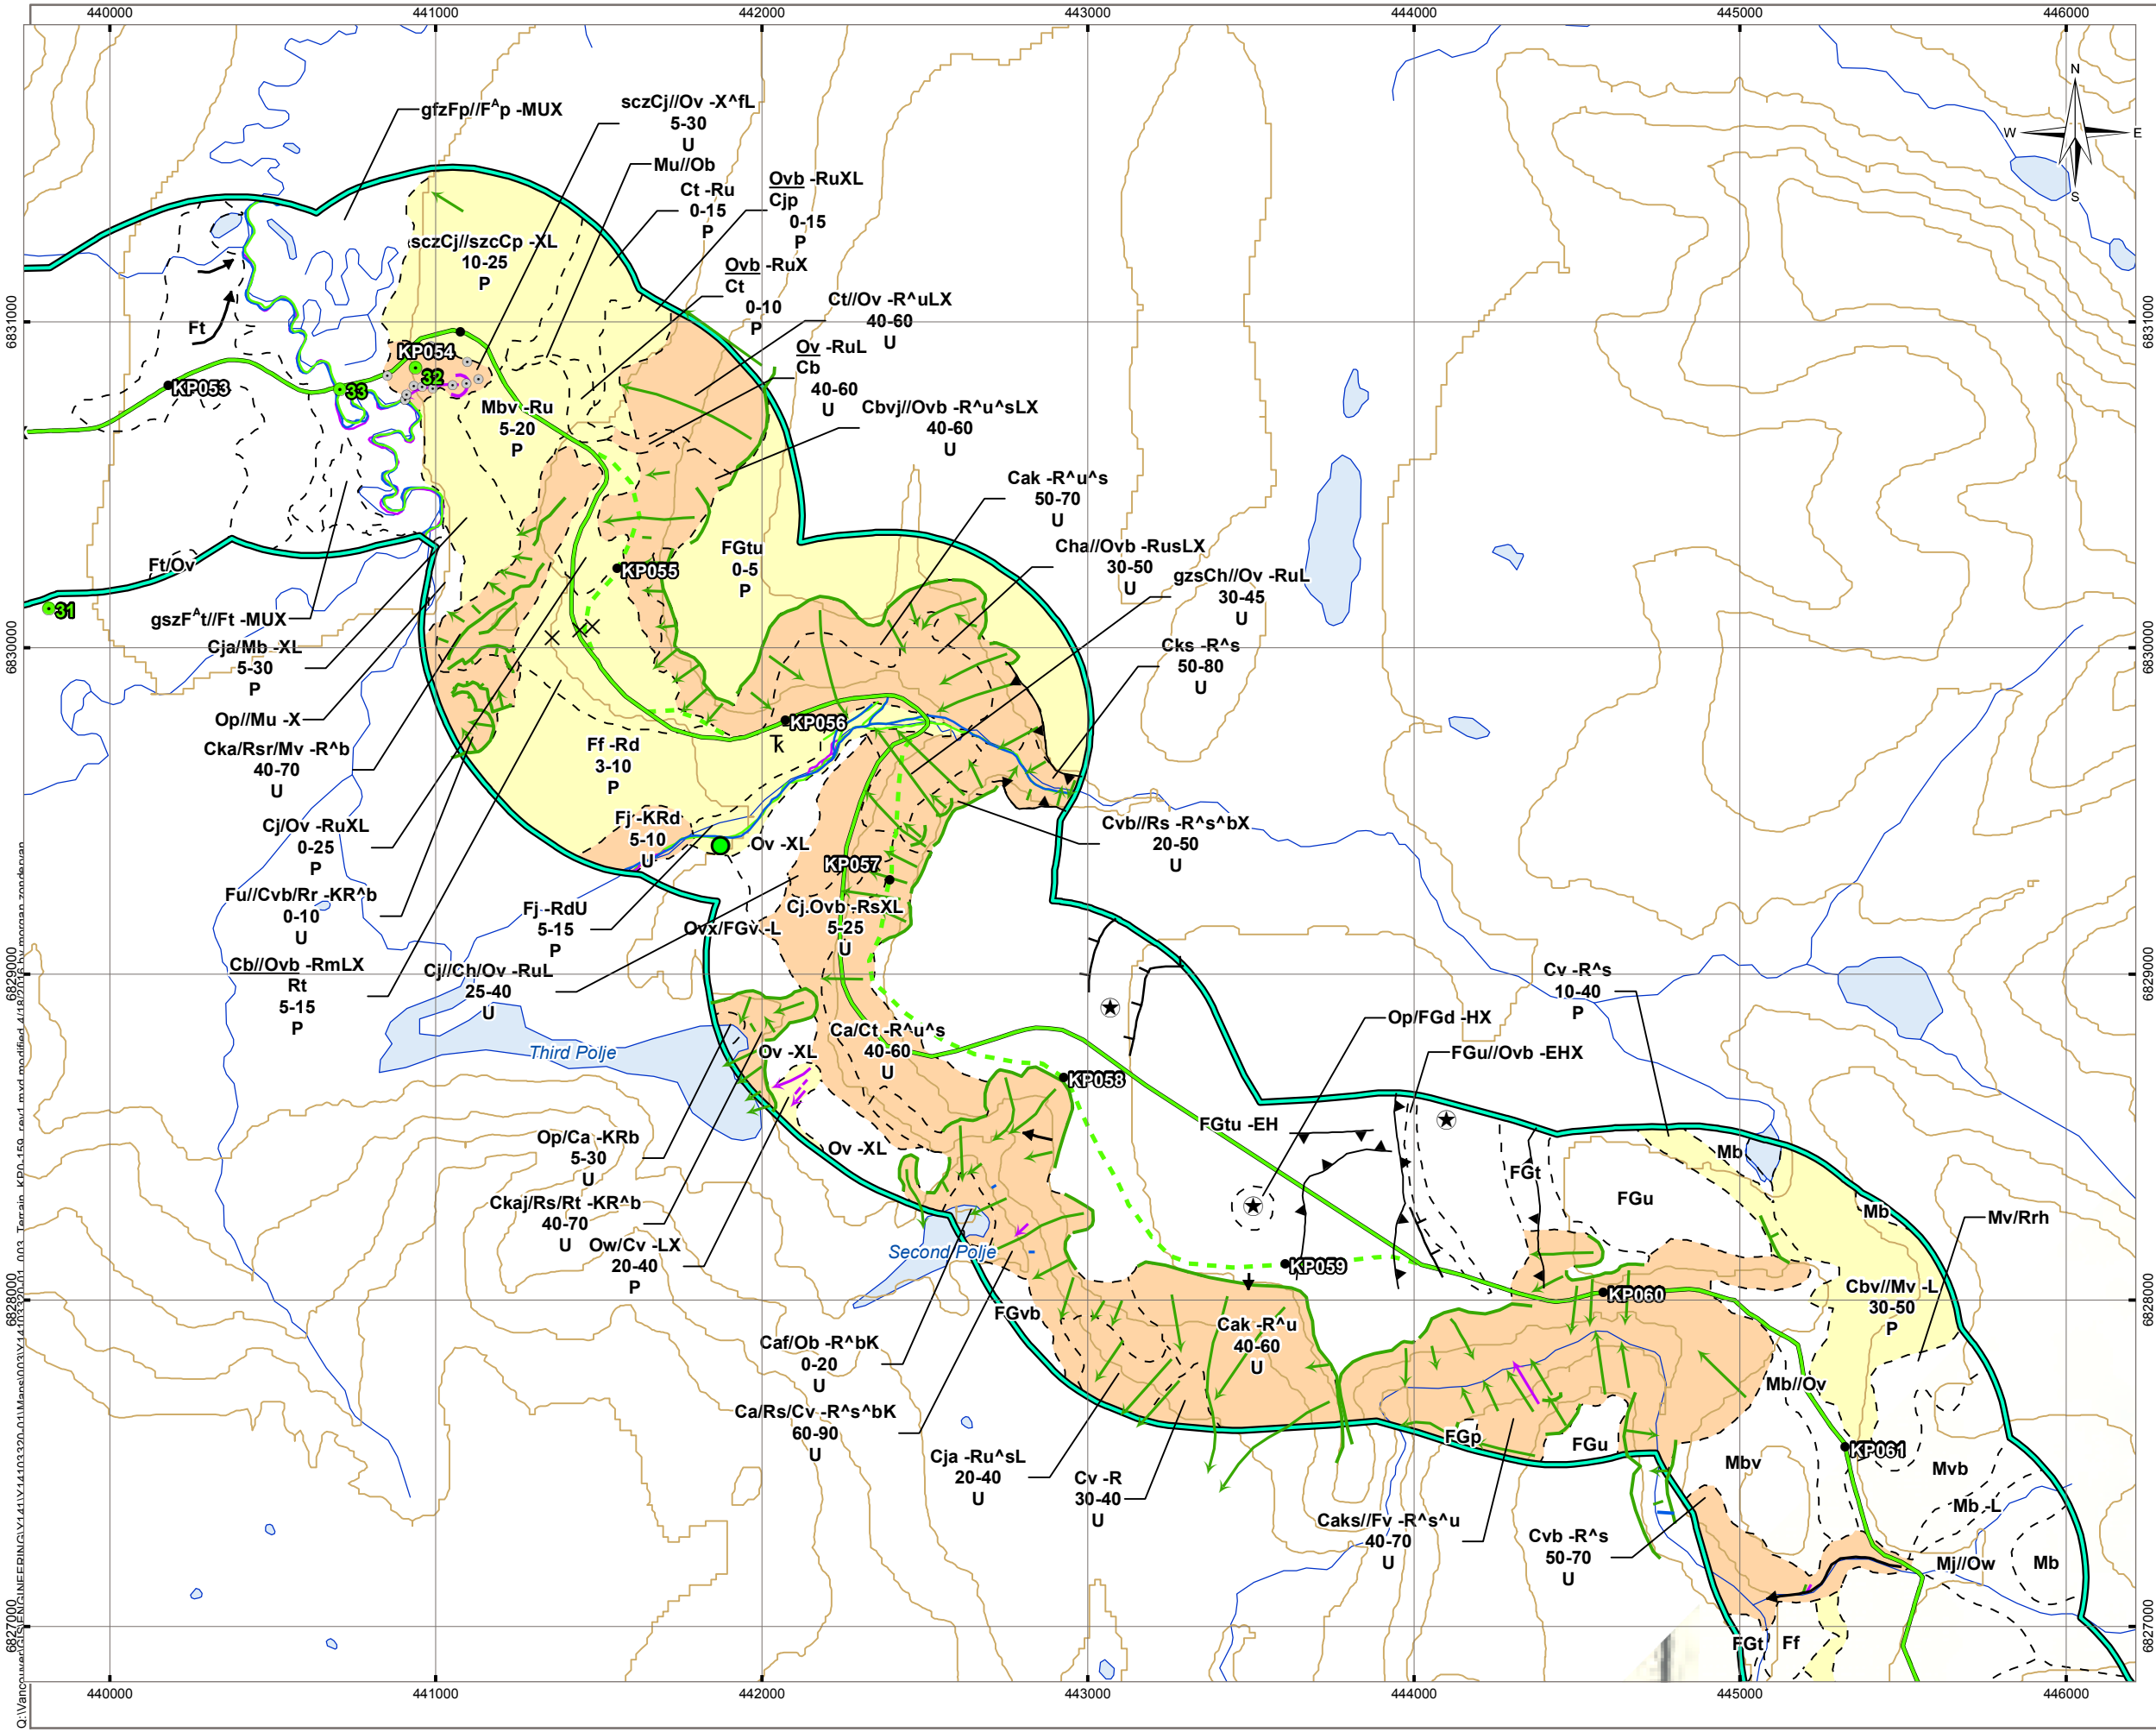 440000
441000
442000
443000
444000
445000
446000
N
W
E
S
gfzFp//F^Ap -MUX
sczCj//Ov -X^fL
5-30
U
Mu//Ob
Ct -Ru
0-15
P
Ovb -RuXL
Cjp
0-15
P
sczCj//szcCp -XL
10-25
P
Ovb -RuX
Ct
0-10
P
Ct//Ov -R^uLX
40-60
U
6831000
6831000
Ft
KP054
Ov -RuL
Cb
40-60
U
KP053
33
32
Mbv -Ru
5-20
P
Cbvj//Ovb -R^u^sLX
40-60
U
Cak -R^u^s
50-70
U
FGtu
0-5
P
Cha//Ovb -RusLX
30-50
U
Ft/Ov
KP055
gzsCh//Ov -RuL
30-45
U
31
gszF^At//Ft -MUX
Cja/Mb -XL
5-30
P
6830000
6830000
Cks -R^s
50-80
U
Op//Mu -X
KP056
Ƭk
Cka/Rsr/Mv -R^b
40-70
U
Ff -Rd
3-10
P
Fj -KRd
5-10
U
Ov -XL
Cj/Ov -RuXL
0-25
P
Cvb//Rs -R^s^bX
20-50
U
KP057
Fu//Cvb/Rr -KR^b
0-10
U
Fj -RdU
5-15
P
Cj.Ovb -RsXL
5-25
U
Ovx/FGv -L
Cb//Ovb -RmLX
Rt
5-15
P
Cj//Ch/Ov -RuL
25-40
U
6829000
6829000
Cv -R^s
10-40
P
Op/FGd -HX
Ca/Ct -R^u^s
40-60
U
Third Polje
Ov -XL
FGu//Ovb -EHX
KP058
FGtu -EH
Op/Ca -KRb
5-30
U
Ov -XL
Mb
FGt
FGu
Ckaj/Rs/Rt -KR^b
40-70
U
Mb
Mv/Rrh
Ow/Cv -LX
20-40
P
Second Polje
KP059
KP060
Cbv//Mv -L
30-50
P
6828000
6828000
FGvb
Cak -R^u
40-60
U
Caf/Ob -R^bK
0-20
U
Mb//Ov
Ca/Rs/Cv -R^s^bK
60-90
U
FGp
FGu
KP061
Cja -Ru^sL
20-40
U
Cv -R
30-40
U
Mbv
Mvb
Mb -L
Caks//Fv -R^s^u
40-70
U
Cvb -R^s
50-70
U
Mj//Ow
Mb
6827000
6827000
FGt
Ff
440000
441000
442000
443000
444000
445000
446000